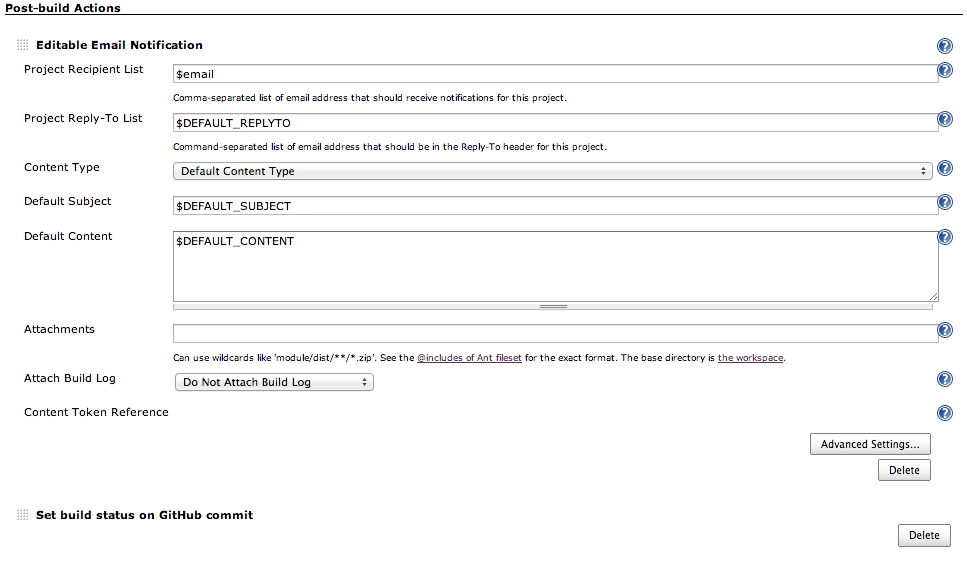 Post-build Actions
Editable Email Notification
Project Recipient List
$email
Comma-separated list of email address that should receive notifications for this project.
Project Reply-To List
$DEFAULT_REPLYTO
Command-separated list of email address that should be in the Reply-To header for this project.
Content Type
Default Content Type
Default Subject
$DEFAULT_SUBJECT
Default Content
$DEFAULT_CONTENT
Attachments
Can use wildcards like 'module/dist/**/*.zip'. See the @includes of Ant fileset for the exact format. The base directory is the workspace.
Attach Build Log
Do Not Attach Build Log
Content Token Reference
Advanced Settings...
Delete
Set build status on GitHub commit
Delete